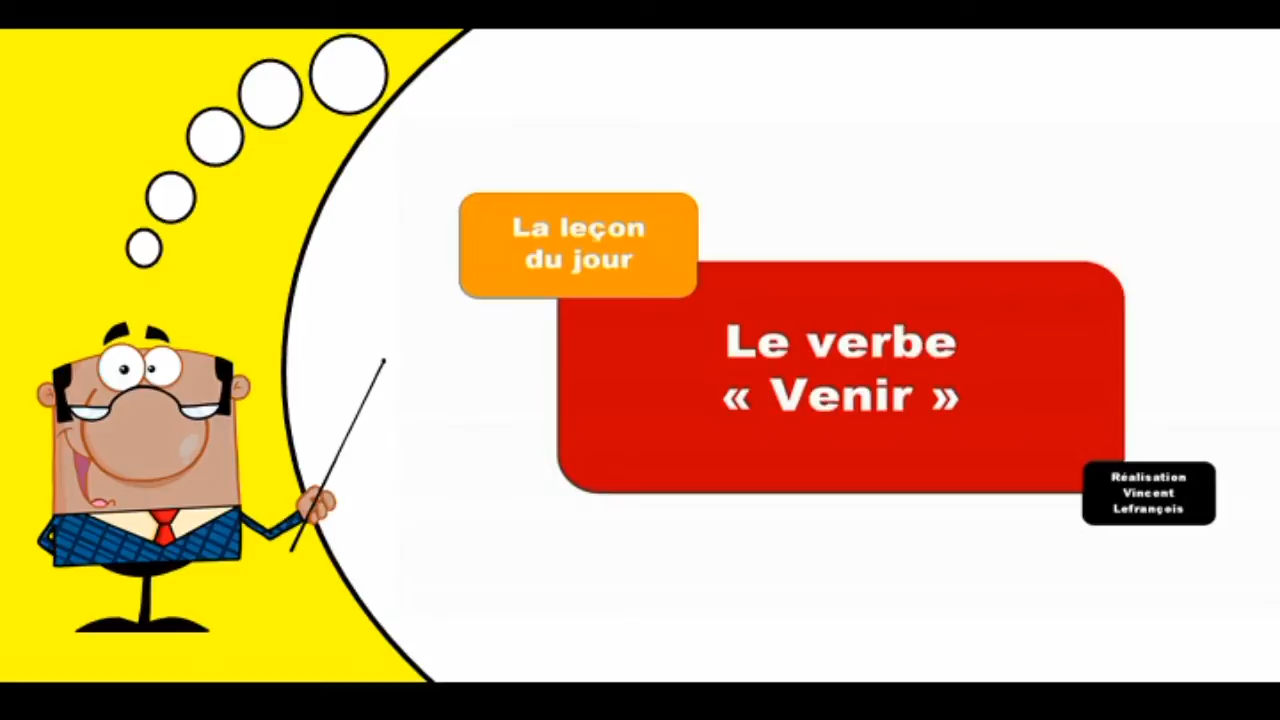 La leçon
du jour
Le verbe
« Venir »
Réalisation
Vincent
Lefrançois